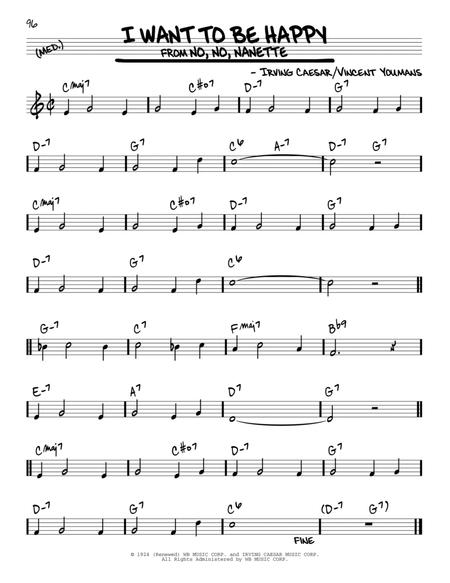 96
I WANT TO BE HAPPY
(MED.)
FROM NO, NO, NANETTE
- IRVING CAESAR/VINCENT YOUMANS
Cmaj7 C#o7 D-7 G7
D-7 G7 C6 A-7 D-7 G7
Cmaj7 C#o7 D-7 G7
D-7 G7 C6
G-7 C7 Fmaj7 Bb9
E-7 A7 D7 G7
Cmaj7 C#o7 D-7 G7
D-7 G7 C6 (D-7 G7)
FINE
© 1924 (Renewed) WB MUSIC CORP. and IRVING CAESAR MUSIC CORP.
All Rights Administered by WB MUSIC CORP.